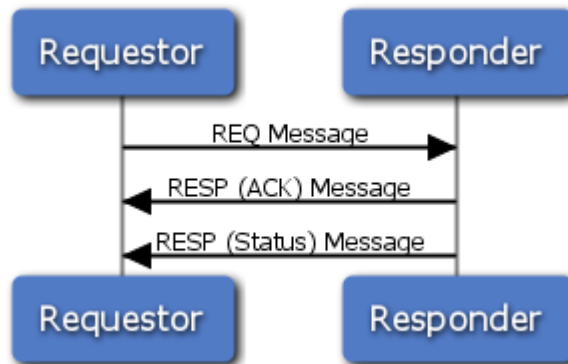 Requestor
Responder
REQ Message
RESP (ACK) Message
RESP (Status) Message
Requestor
Responder